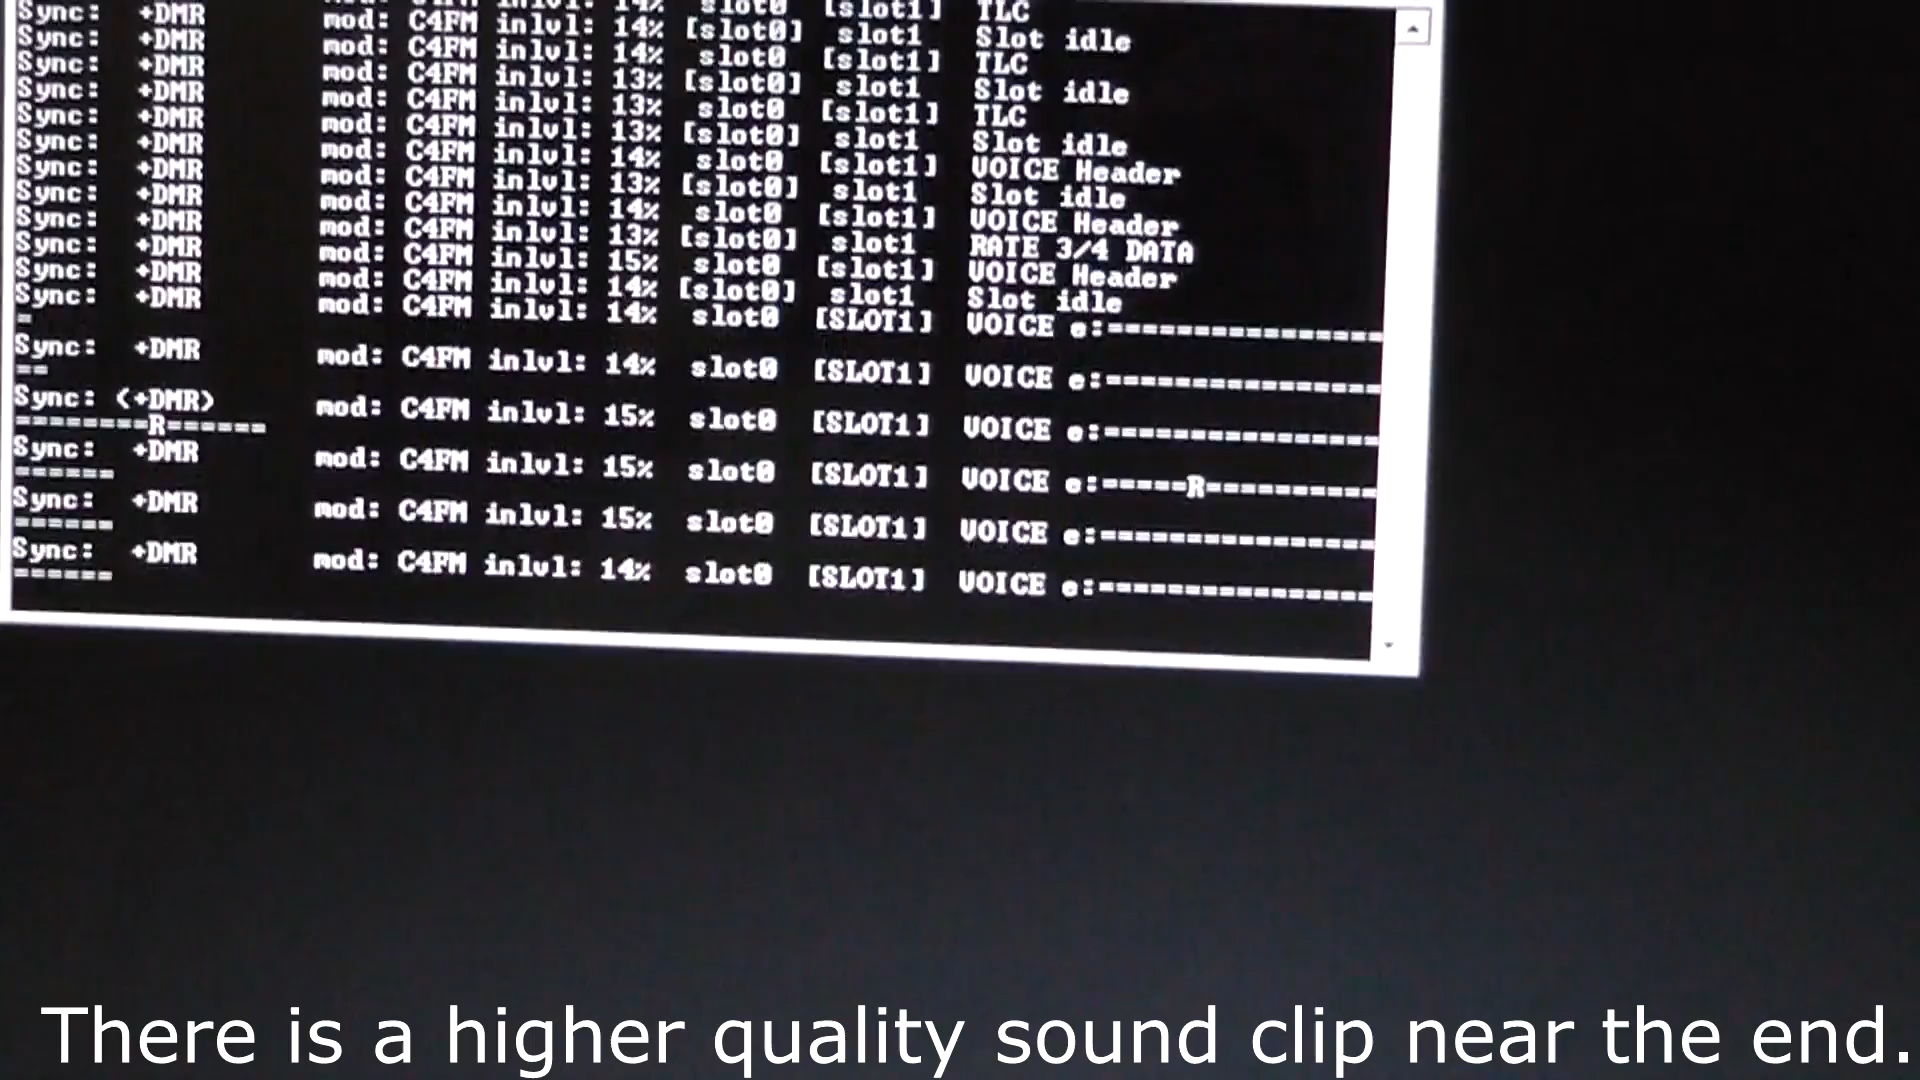 Sync: +DMR mod: C4FM inlvl: 14% slot0 [slot1] TLC
Sync: +DMR mod: C4FM inlvl: 14% [slot0] slot1 Slot idle
Sync: +DMR mod: C4FM inlvl: 14% slot0 [slot1] TLC
Sync: +DMR mod: C4FM inlvl: 13% [slot0] slot1 Slot idle
Sync: +DMR mod: C4FM inlvl: 13% slot0 [slot1] TLC
Sync: +DMR mod: C4FM inlvl: 13% [slot0] slot1 Slot idle
Sync: +DMR mod: C4FM inlvl: 14% slot0 [slot1] VOICE Header
Sync: +DMR mod: C4FM inlvl: 13% [slot0] slot1 Slot idle
Sync: +DMR mod: C4FM inlvl: 14% slot0 [slot1] VOICE Header
Sync: +DMR mod: C4FM inlvl: 13% [slot0] slot1 RATE 3/4 DATA
Sync: +DMR mod: C4FM inlvl: 15% slot0 [slot1] VOICE Header
Sync: +DMR mod: C4FM inlvl: 14% [slot0] slot1 Slot idle
Sync: +DMR mod: C4FM inlvl: 14% slot0 [SLOT1] VOICE e:================
=
Sync: +DMR mod: C4FM inlvl: 14% slot0 [SLOT1] VOICE e:================
==
Sync: (+DMR) mod: C4FM inlvl: 15% slot0 [SLOT1] VOICE e:================
========R======
Sync: +DMR mod: C4FM inlvl: 15% slot0 [SLOT1] VOICE e:=====R==========
======
Sync: +DMR mod: C4FM inlvl: 15% slot0 [SLOT1] VOICE e:================
======
Sync: +DMR mod: C4FM inlvl: 14% slot0 [SLOT1] VOICE e:================
======
There is a higher quality sound clip near the end.